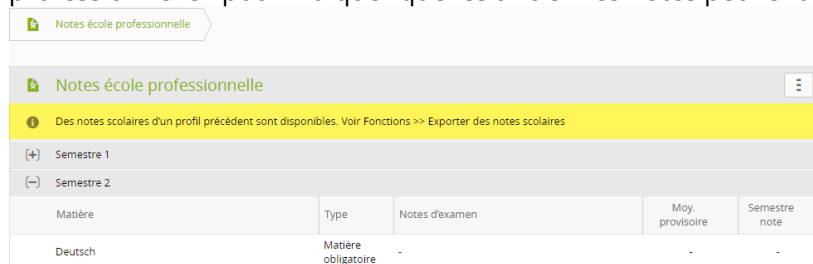 Notes école professionnelle
Notes école professionnelle
Des notes scolaires d'un profil précédent sont disponibles. Voir Fonctions >> Exporter des notes scolaires
Semestre 1
Semestre 2
Matière Type Notes d'examen Moy. provisoire Semestre note
Deutsch Matière obligatoire - - -